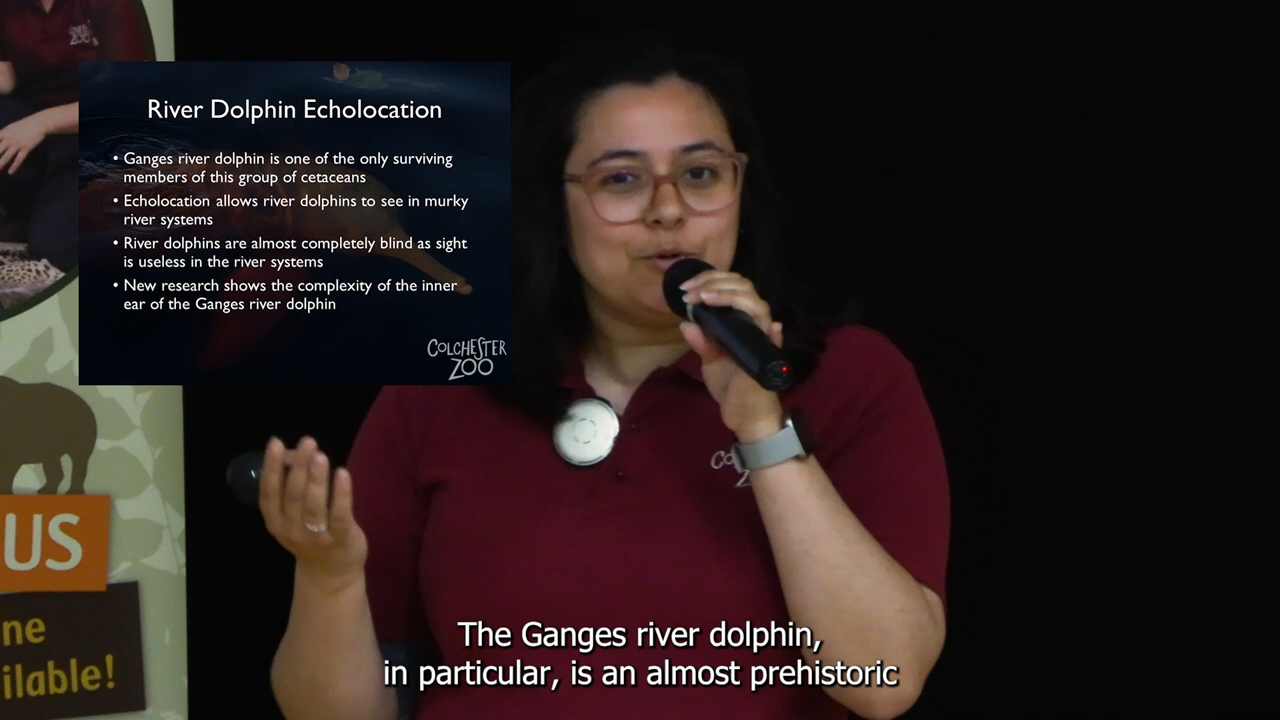 River Dolphin Echolocation
• Ganges river dolphin is one of the only surviving
members of this group of cetaceans
• Echolocation allows river dolphins to see in murky
river systems
• River dolphins are almost completely blind as sight
is useless in the river systems
• New research shows the complexity of the inner
ear of the Ganges river dolphin
COLCHESTER
ZOO
ZOO
US
ne
ilable!
The Ganges river dolphin,
in particular, is an almost prehistoric